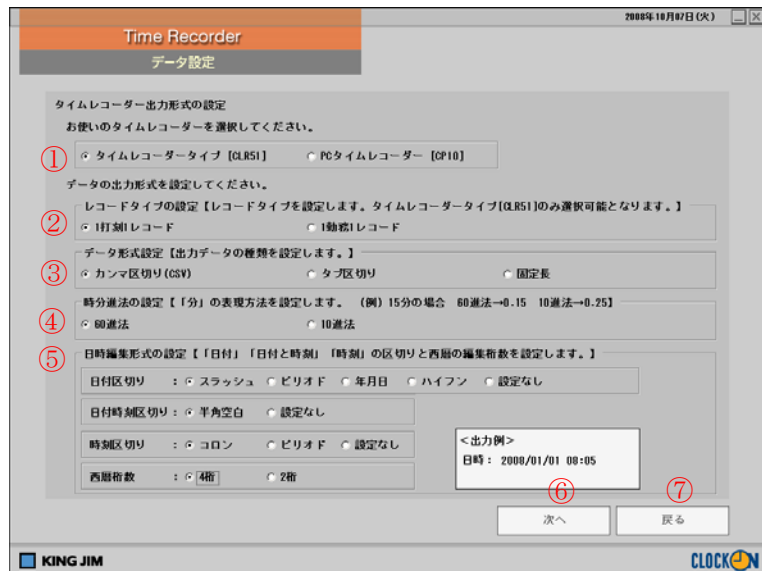 2008年10月07日(火)
Time Recorder
データ設定
タイムレコーダー出力形式の設定
お使いのタイムレコーダーを選択してください。
① タイムレコーダータイプ [CLR51] PCタイムレコーダー [CP10]
データの出力形式を設定してください。
レコードタイプの設定【レコードタイプを設定します。タイムレコーダータイプ[CLR51]のみ選択可能となります。】
② 1打刻1レコード 1勤務1レコード
データ形式設定【出力データの種類を設定します。】
③ カンマ区切り(CSV) タブ区切り 固定長
時分進法の設定【「分」の表現方法を設定します。 (例) 15分の場合 60進法→0.15 10進法→0.25】
④ 60進法 10進法
⑤ 日時編集形式の設定【「日付」「日付と時刻」「時刻」の区切りと西暦の編集桁数を設定します。】
日付区切り : スラッシュ ピリオド 年月日 ハイフン 設定なし
日付時刻区切り : 半角空白 設定なし
時刻区切り : コロン ピリオド 設定なし
西暦桁数 : 4桁 2桁
<出力例>
日時: 2008/01/01 08:05
⑥ ⑦
次へ 戻る
KING JIM CLOCK ON